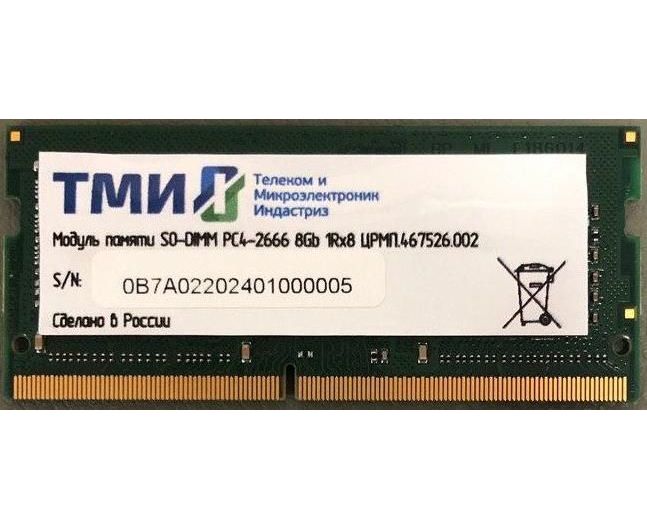 ТМИ
Телеком и
Микроэлектроник
Индастриз
Модуль памяти SO-DIMM PC4-2666 8Gb 1Rx8 ЦРМП.467526.002
S/N:
0B7A02202401000005
Сделано в России